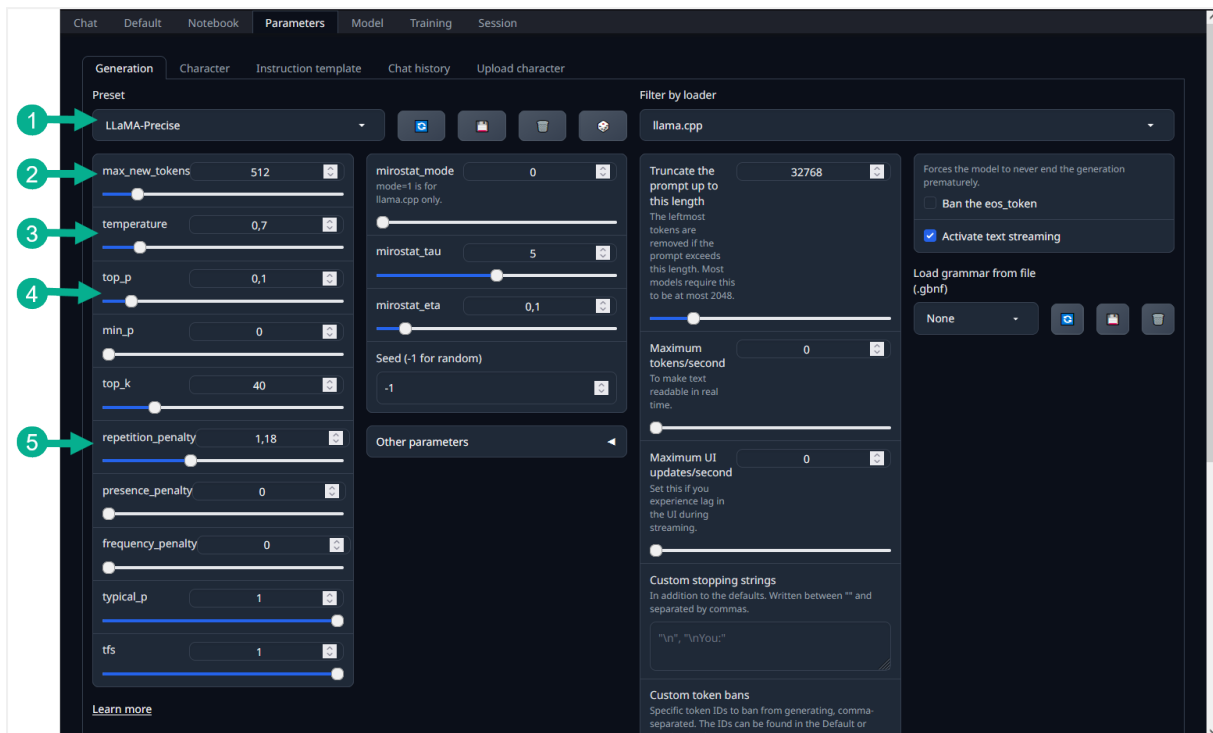 Chat Default Notebook Parameters Model Training Session
Generation Character Instruction template Chat history Upload character
Preset
1
LLaMA-Precise
2
max_new_tokens 512
3
temperature 0,7
4
top_p 0,1
min_p 0
top_k 40
5
repetition_penalty 1,18
presence_penalty 0
frequency_penalty 0
typical_p 1
tfs 1
Learn more
mirostat_mode 0
mode=1 is for
llama.cpp only.
mirostat_tau 5
mirostat_eta 0,1
Seed (-1 for random)
-1
Other parameters
Filter by loader
llama.cpp
Truncate the 32768
prompt up to
this length
The leftmost
tokens are
removed if the
prompt exceeds
this length. Most
models require this
to be at most 2048.
Maximum 0
tokens/second
To make text
readable in real
time.
Maximum UI 0
updates/second
Set this if you
experience lag in
the UI during
streaming.
Custom stopping strings
In addition to the defaults. Written between "" and
separated by commas.
"\n", "\nYou:"
Custom token bans
Specific token IDs to ban from generating, comma-
separated. The IDs can be found in the Default or
Forces the model to never end the generation
prematurely.
Ban the eos_token
Activate text streaming
Load grammar from file
(.gbnf)
None